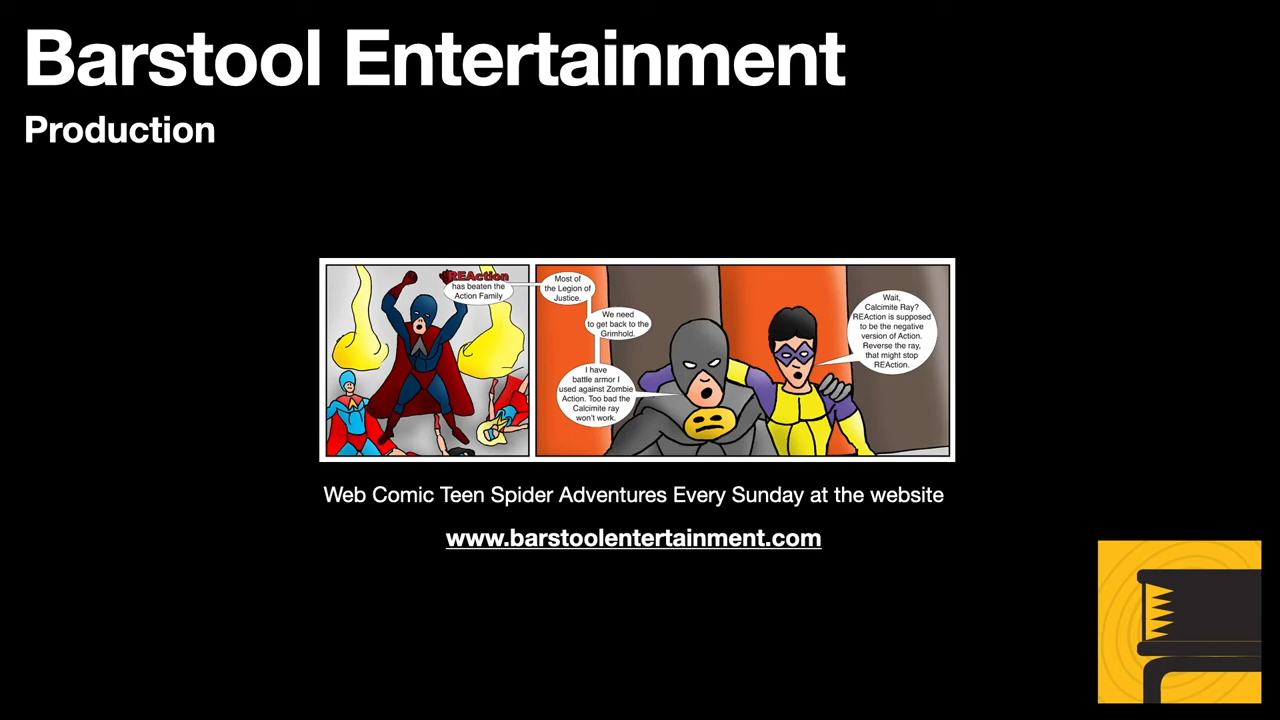 Barstool Entertainment
Production
REAction
has beaten the
Action Family
Most of
the Legion of
Justice.
We need
to get back to the
Grimhold.
I have
battle armor I
used against Zombie
Action. Too bad the
Calcimite ray
won't work.
Wait,
Calcimite Ray?
REAction is supposed
to be the negative
version of Action.
Reverse the ray,
that might stop
REAction.
Web Comic Teen Spider Adventures Every Sunday at the website
www.barstoolentertainment.com